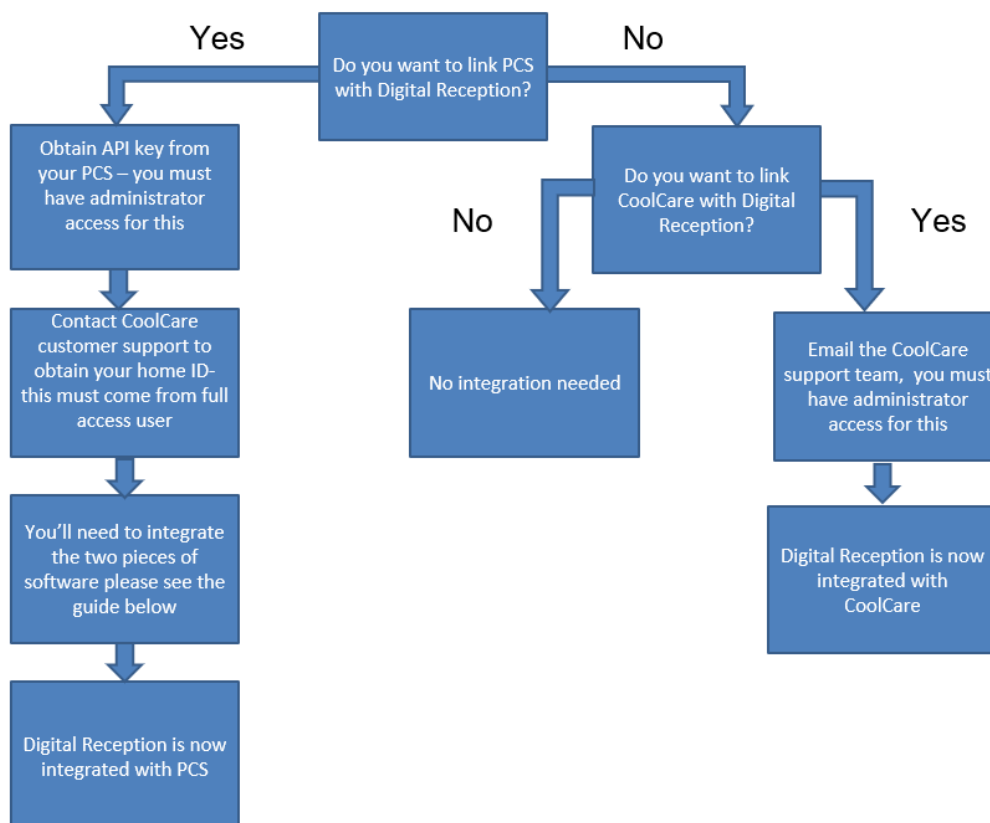 Yes
No
Do you want to link PCS
with Digital Reception?
Obtain API key from
your PCS – you must
have administrator
access for this
Do you want to link
CoolCare with Digital
Reception?
No
Yes
Contact CoolCare
customer support to
obtain your home ID-
this must come from full
access user
No integration needed
Email the CoolCare
support team,  you must
have administrator
access for this
You’ll need to integrate
the two pieces of
software please see the
guide below
Digital Reception is now
integrated with
CoolCare
Digital Reception is now
integrated with PCS